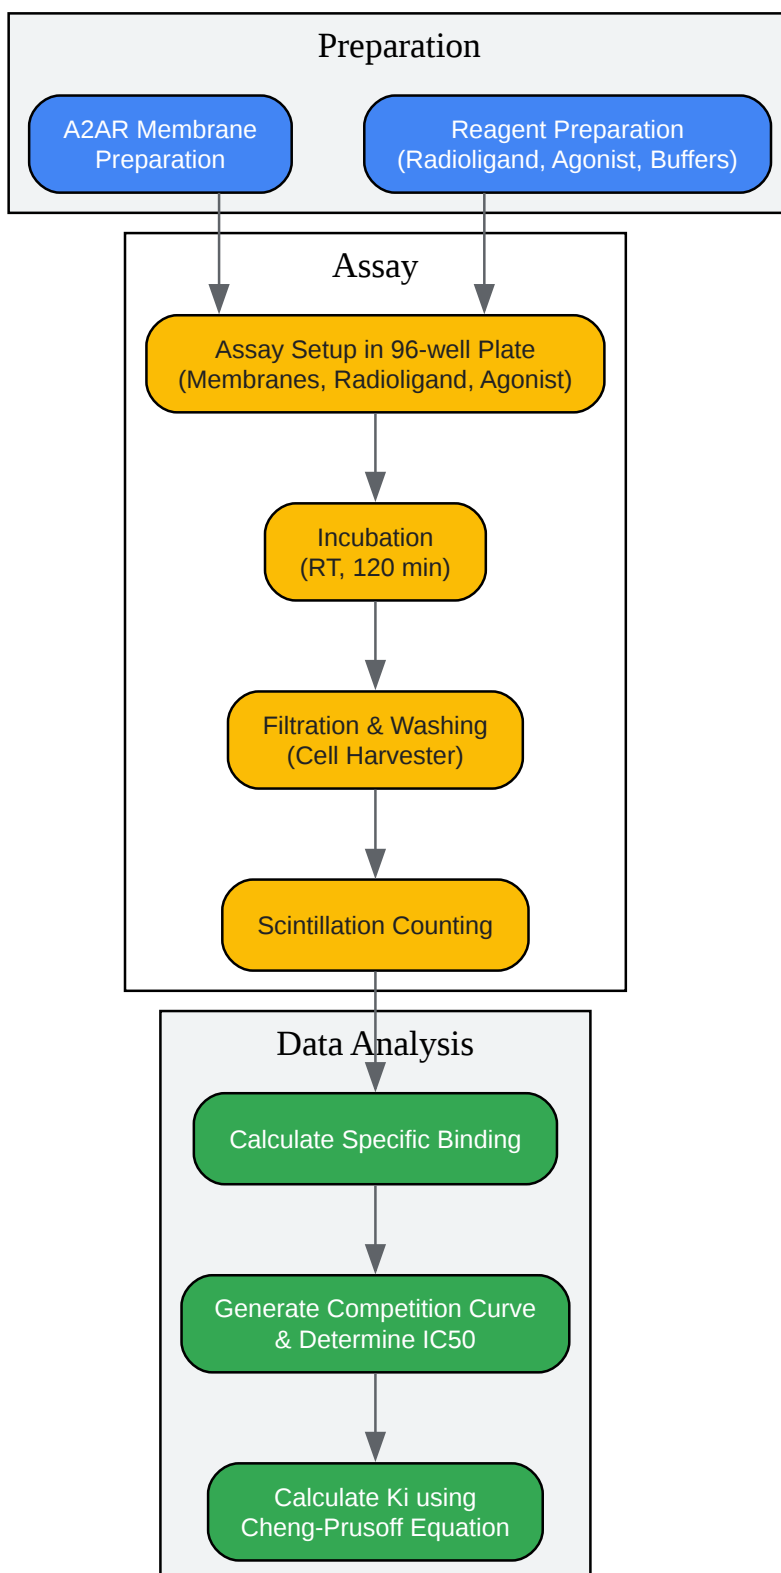 Preparation
A2AR Membrane
Preparation
Reagent Preparation
(Radioligand, Agonist, Buffers)
Assay
Assay Setup in 96-well Plate
(Membranes, Radioligand, Agonist)
Incubation
(RT, 120 min)
Filtration & Washing
(Cell Harvester)
Scintillation Counting
Data Analysis
Calculate Specific Binding
Generate Competition Curve
& Determine IC50
Calculate Ki using
Cheng-Prusoff Equation